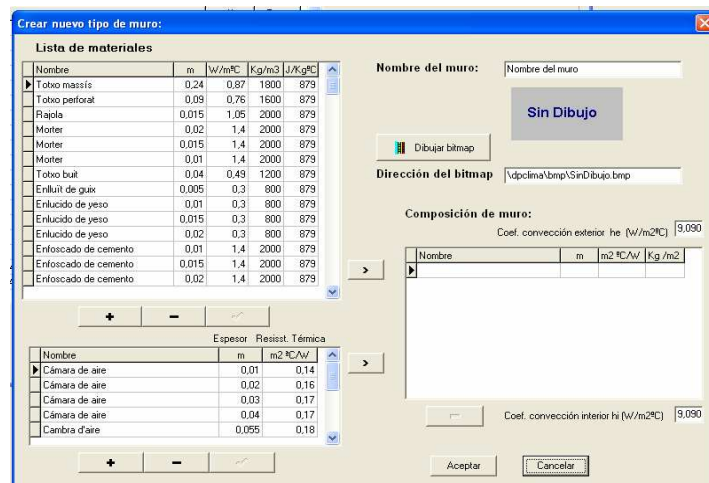 Crear nuevo tipo de muro:
Lista de materiales
Nombre m W/mºC Kg/m3 J/KgºC
Totxo massís 0,24 0,87 1800 879
Totxo perforat 0,09 0,76 1600 879
Rajola 0,015 1,05 2000 879
Morter 0,02 1,4 2000 879
Morter 0,015 1,4 2000 879
Morter 0,01 1,4 2000 879
Totxo buit 0,04 0,49 1200 879
Enlluït de guix 0,005 0,3 800 879
Enlucido de yeso 0,01 0,3 800 879
Enlucido de yeso 0,015 0,3 800 879
Enlucido de yeso 0,02 0,3 800 879
Enfoscado de cemento 0,01 1,4 2000 879
Enfoscado de cemento 0,015 1,4 2000 879
Enfoscado de cemento 0,02 1,4 2000 879
Espesor Resisst. Térmica
Nombre m m2 ºC/W
Cámara de aire 0,01 0,14
Cámara de aire 0,02 0,16
Cámara de aire 0,03 0,17
Cámara de aire 0,04 0,17
Cambra d'aire 0,055 0,18
Nombre del muro: Nombre del muro
Sin Dibujo
Dibujar bitmap
Dirección del bitmap \dpclima\bmp\SinDibujo.bmp
Composición de muro:
Coef. convección exterior he (W/m2ºC) 9,090
Nombre m m2 ºC/W Kg /m2
Coef. convección interior hi (W/m2ºC) 9,090
Aceptar Cancelar